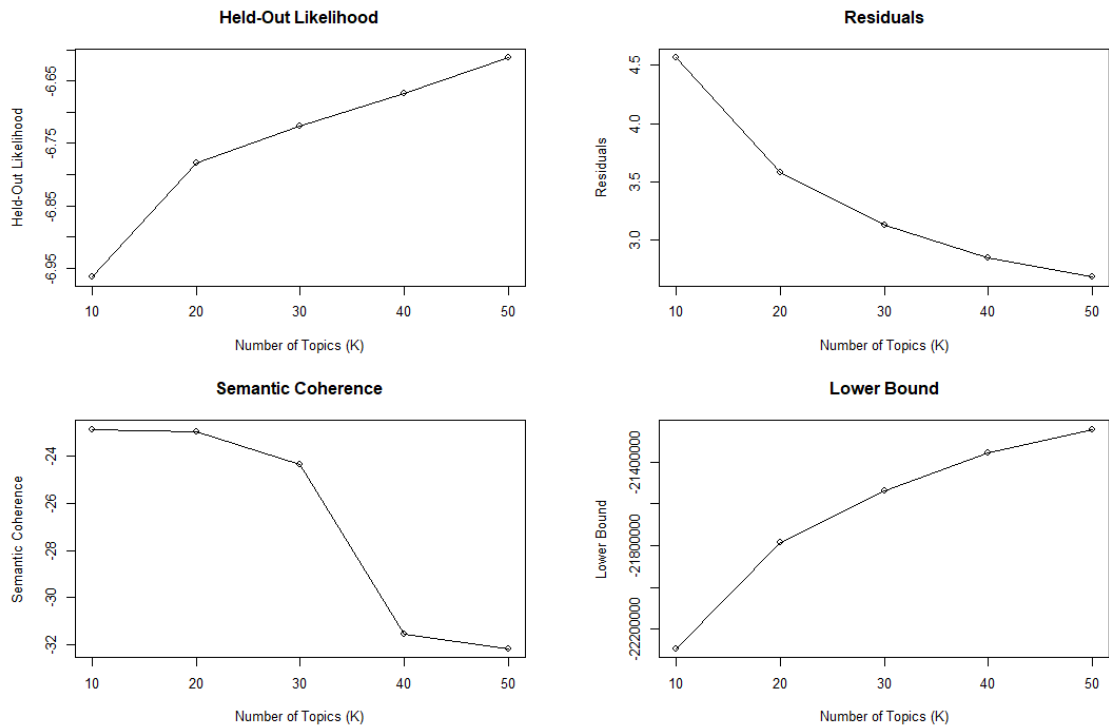 Held-Out Likelihood
Held-Out Likelihood
-6.65
-6.75
-6.85
-6.95
10 20 30 40 50
Number of Topics (K)
Residuals
Residuals
4.5
4.0
3.5
3.0
10 20 30 40 50
Number of Topics (K)
Semantic Coherence
Semantic Coherence
-24
-26
-28
-30
-32
10 20 30 40 50
Number of Topics (K)
Lower Bound
Lower Bound
-21400000
-21800000
-22200000
10 20 30 40 50
Number of Topics (K)